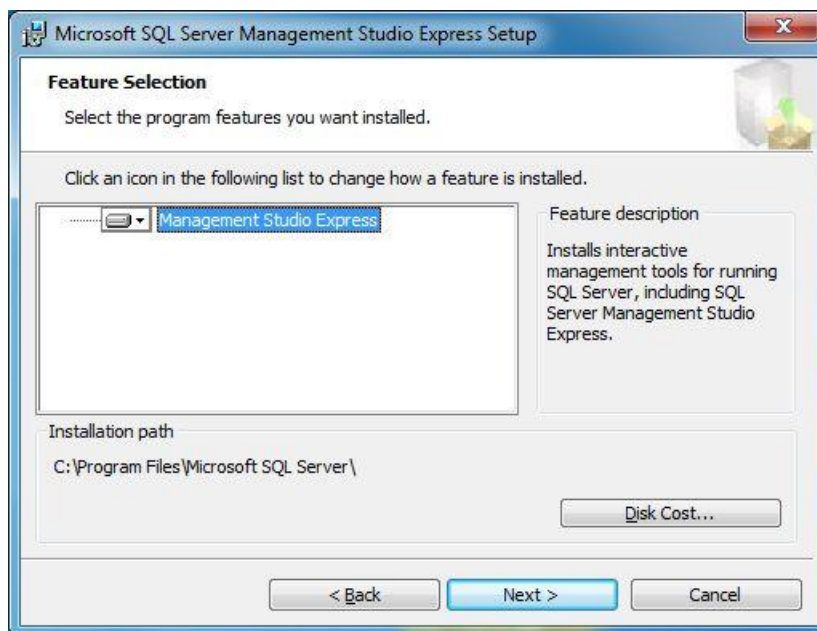 Microsoft SQL Server Management Studio Express Setup
Feature Selection
Select the program features you want installed.
Click an icon in the following list to change how a feature is installed.
Management Studio Express
Feature description
Installs interactive
management tools for running
SQL Server, including SQL
Server Management Studio
Express.
Installation path
C:\Program Files\Microsoft SQL Server\
Disk Cost...
< Back
Next >
Cancel